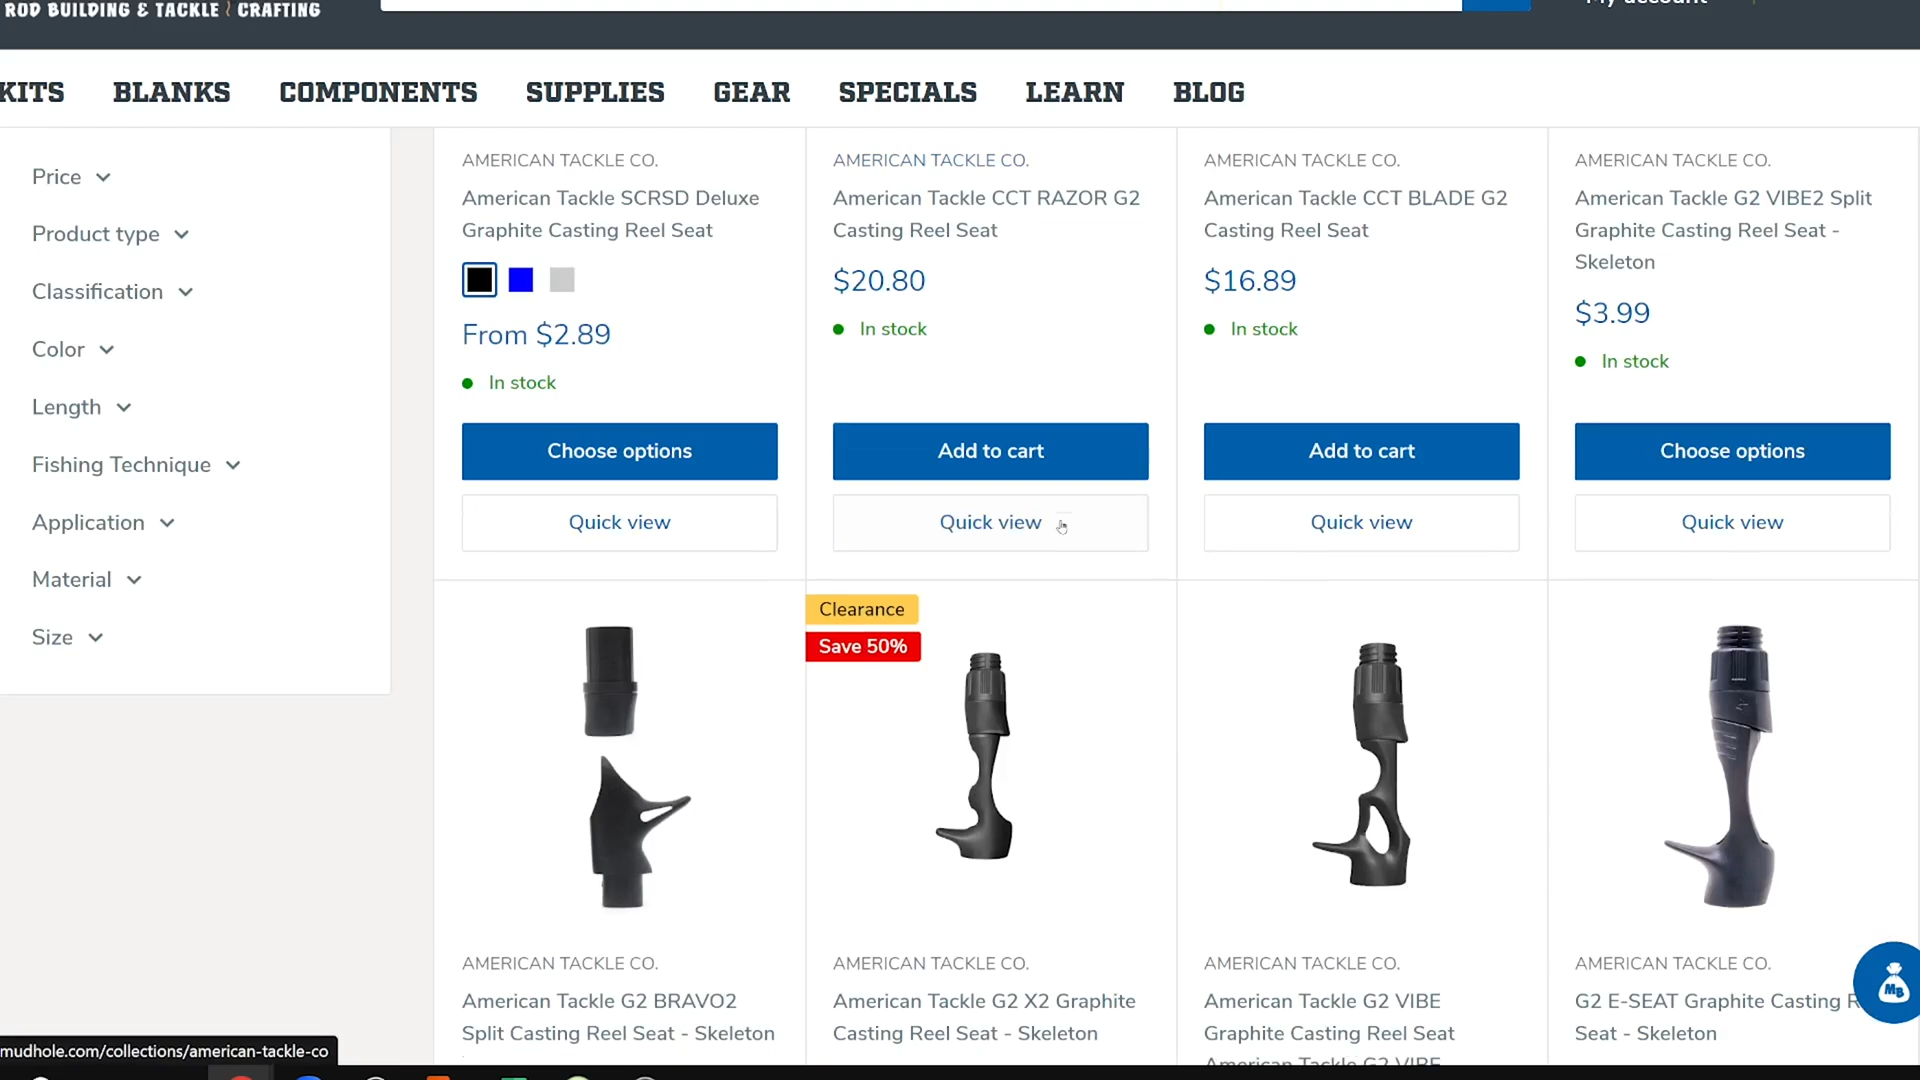 ROD BUILDING & TACKLE CRAFTING
My account
KITS BLANKS COMPONENTS SUPPLIES GEAR SPECIALS LEARN BLOG
Price
Product type
Classification
Color
Length
Fishing Technique
Application
Material
Size
AMERICAN TACKLE CO.
American Tackle SCRSD Deluxe
Graphite Casting Reel Seat
From $2.89
In stock
Choose options
Quick view
AMERICAN TACKLE CO.
American Tackle CCT RAZOR G2
Casting Reel Seat
$20.80
In stock
Add to cart
Quick view
AMERICAN TACKLE CO.
American Tackle CCT BLADE G2
Casting Reel Seat
$16.89
In stock
Add to cart
Quick view
AMERICAN TACKLE CO.
American Tackle G2 VIBE2 Split
Graphite Casting Reel Seat -
Skeleton
$3.99
In stock
Choose options
Quick view
AMERICAN TACKLE CO.
American Tackle G2 BRAVO2
Split Casting Reel Seat - Skeleton
Clearance
Save 50%
AMERICAN TACKLE CO.
American Tackle G2 X2 Graphite
Casting Reel Seat - Skeleton
AMERICAN TACKLE CO.
American Tackle G2 VIBE
Graphite Casting Reel Seat
American Tackle G2 VIBE
AMERICAN TACKLE CO.
G2 E-SEAT Graphite Casting R
Seat - Skeleton
MB
mudhole.com/collections/american-tackle-co